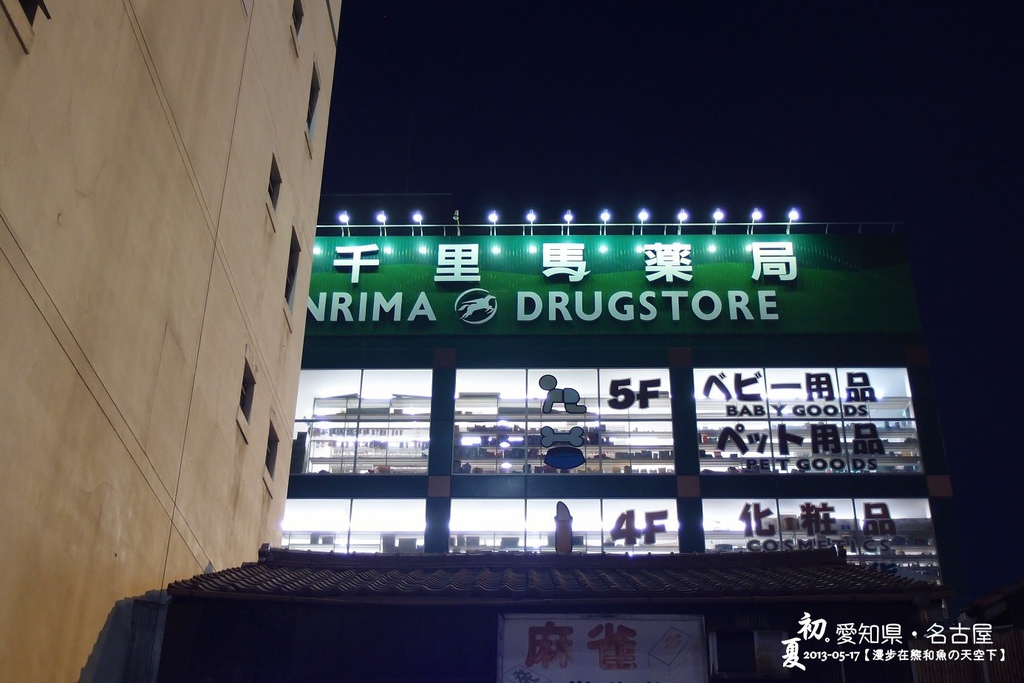 千里馬薬局
NRIMA DRUGSTORE
5F ベビー用品
BABY GOODS
ペット用品
PET GOODS
4F 化粧品
COSMETICS
麻雀
初。夏 愛知県・名古屋
2013-05-17【漫步在熊和魚の天空下】